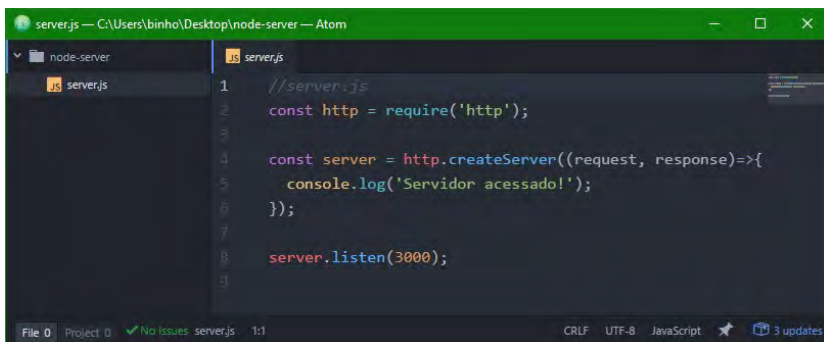 server.js — C:\Users\binho\Desktop\node-server — Atom
node-server
server.js
server.js
1 //server.js
2 const http = require('http');
3
4 const server = http.createServer((request, response)=>{
5 console.log('Servidor acessado!');
6 });
7
8 server.listen(3000);
9
File 0 Project 0 No Issues server.js 1:1 CRLF UTF-8 JavaScript 3 updates